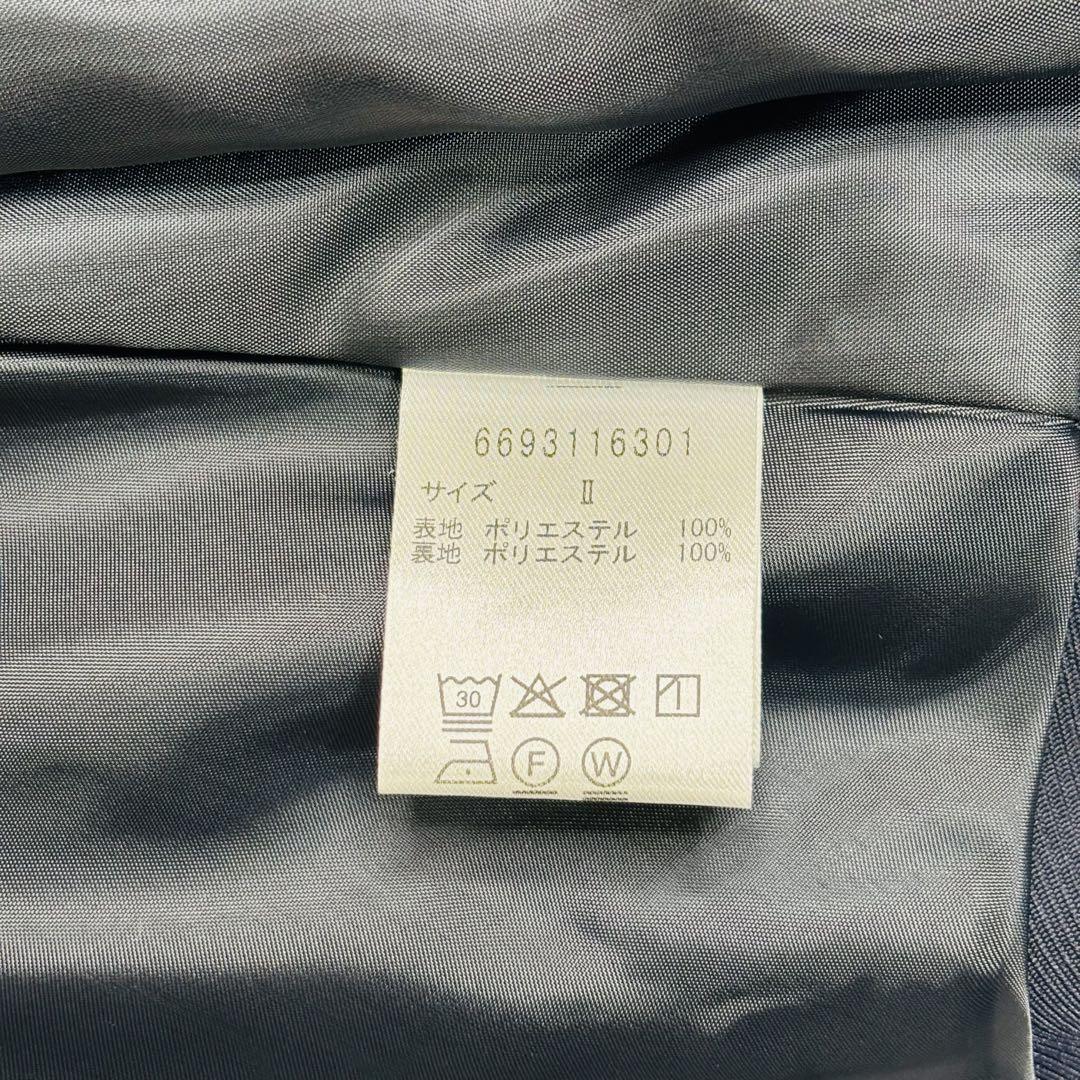 6693116301
サイズ Ⅱ
表地 ポリエステル 100%
裏地 ポリエステル 100%
30
F W